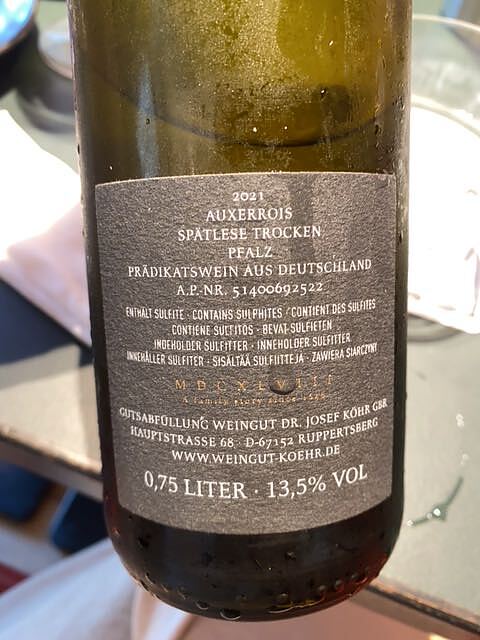 2021
AUXERROIS
SPÄTLESE TROCKEN
PFALZ
PRÄDIKATSWEIN AUS DEUTSCHLAND
A.P.-NR. 51400692522
ENTHÄLT SULFITE · CONTAINS SULPHITES / CONTIENT DES SULFITES
CONTIENE SULFITOS · BEVAT SULFIETEN
INDEHOLDER SULFITTER · INNEHOLDER SULFITTER
INNEHÅLLER SULFITER · SISÄLTÄÄ SULFIITTEJÄ · ZAWIERA SIARCZYNY
MDCXLVIII
A family story since 1648
GUTSABFÜLLUNG WEINGUT DR. JOSEF KÖHR GBR
HAUPTSTRASSE 68 · D-67152 RUPPERTSBERG
WWW.WEINGUT-KOEHR.DE
0,75 LITER · 13,5% VOL